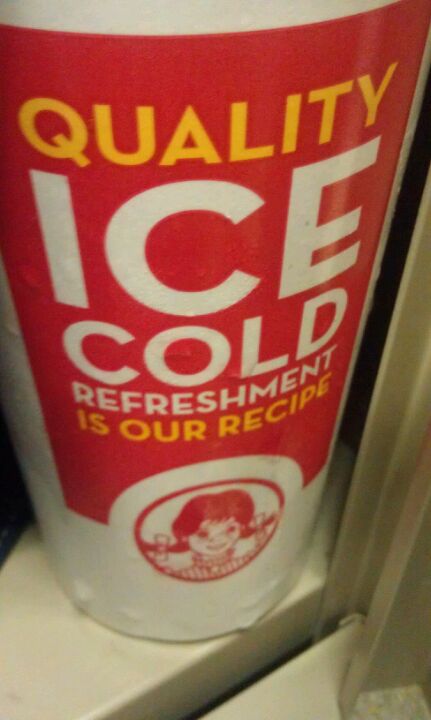 QUALITY
ICE
COLD
REFRESHMENT
IS OUR RECIPE